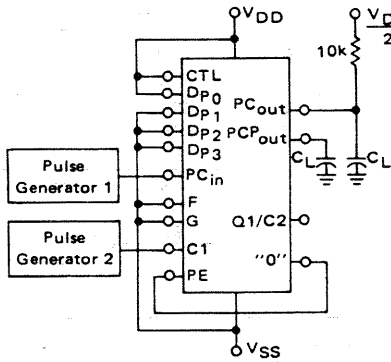 VDD
VD
2
10k
CTL
DP0
DP1
DP2
DP3
PCin
F
G
C1
PE
PCout
PCPout
CL
CL
Q1/C2
"0"
Pulse
Generator 1
Pulse
Generator 2
VSS